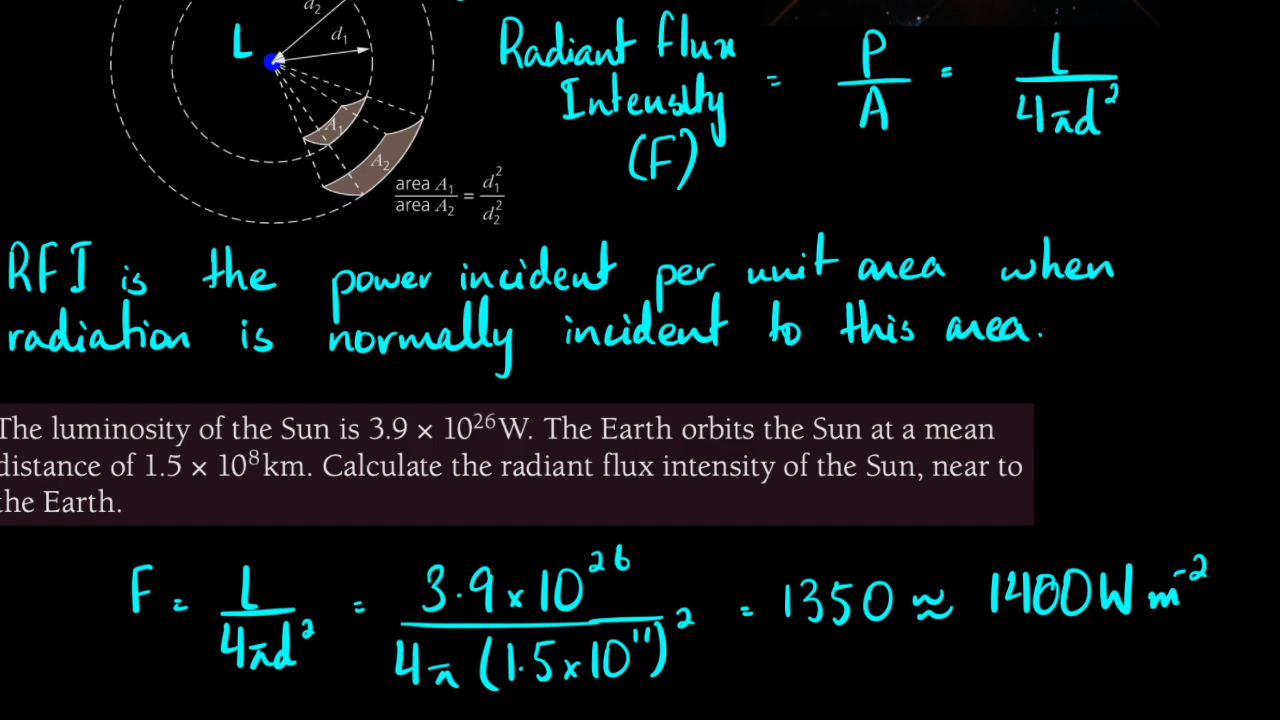 d₂
d₁
L
A₁
A₂
area A₁ / area A₂ = d₁² / d₂²
Radiant flux
Intensity
(F)
= P / A = L / 4πd²
RFI is the power incident per unit area when
radiation is normally incident to this area.
The luminosity of the Sun is 3.9 × 10²⁶ W. The Earth orbits the Sun at a mean
distance of 1.5 × 10⁸ km. Calculate the radiant flux intensity of the Sun, near to
the Earth.
F = L / 4πd² = 3.9 × 10²⁶ / 4π (1.5 × 10¹¹)² = 1350 ≈ 1400 W m⁻²